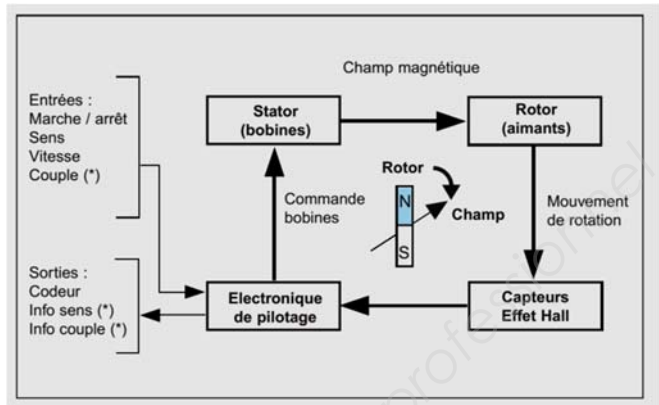 Champ magnétique
Entrées :
Marche / arrêt
Sens
Vitesse
Couple (*)
Stator
(bobines)
Rotor
(aimants)
Rotor
N
S
Champ
Commande
bobines
Mouvement
de rotation
Sorties :
Codeur
Info sens (*)
Info couple (*)
Electronique
de pilotage
Capteurs
Effet Hall
professionnel